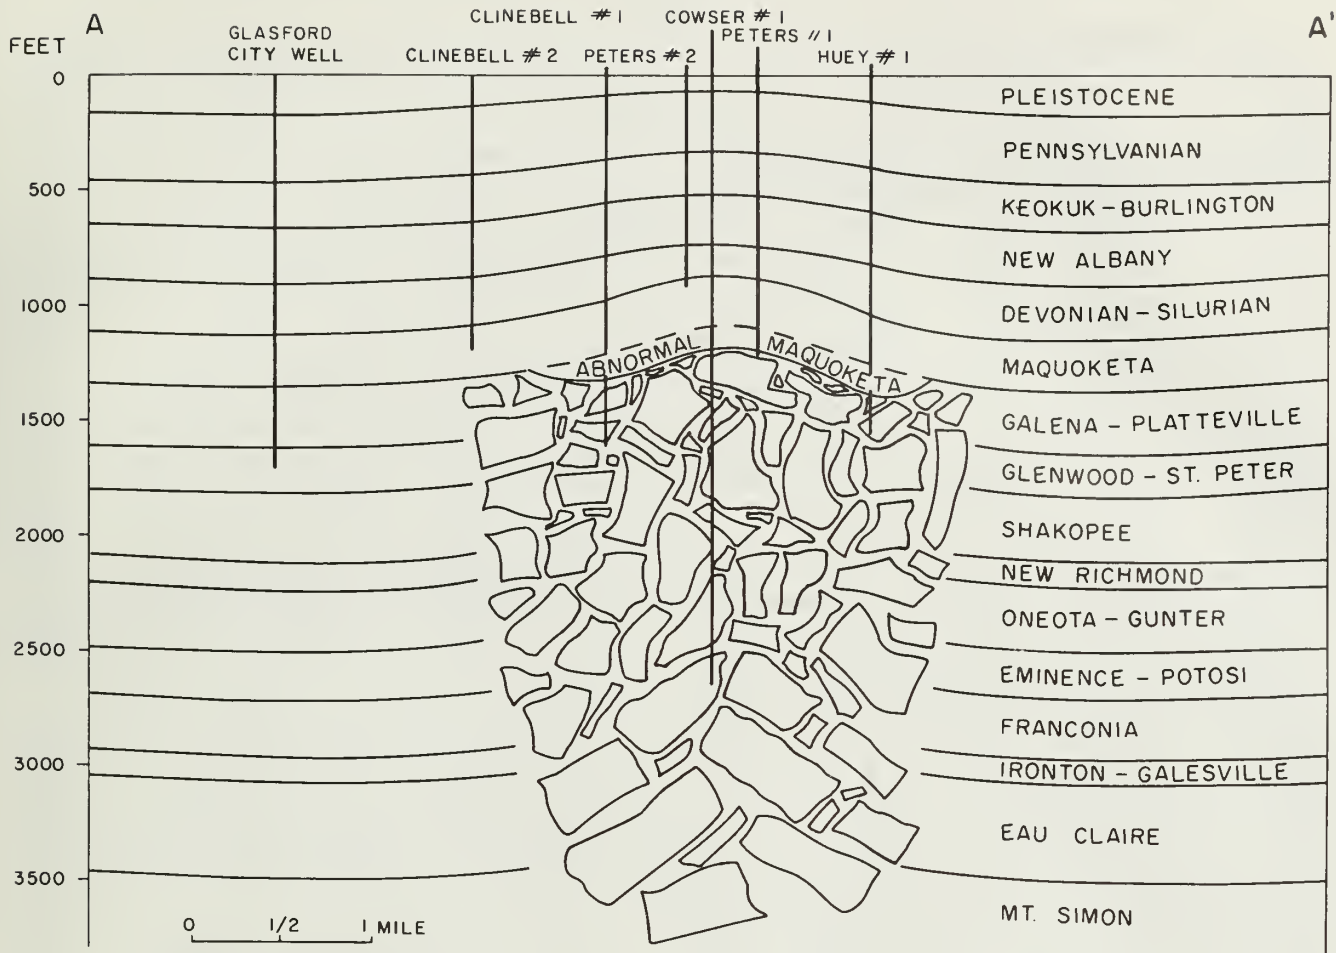 A
A'
FEET
GLASFORD
CITY WELL
CLINEBELL #2
CLINEBELL #1
PETERS #2
COWSER #1
PETERS //1
HUEY #1
0
500
1000
1500
2000
2500
3000
3500
PLEISTOCENE
PENNSYLVANIAN
KEOKUK - BURLINGTON
NEW ALBANY
DEVONIAN - SILURIAN
ABNORMAL MAQUOKETA
MAQUOKETA
GALENA - PLATTEVILLE
GLENWOOD - ST. PETER
SHAKOPEE
NEW RICHMOND
ONEOTA - GUNTER
EMINENCE - POTOSI
FRANCONIA
IRONTON - GALESVILLE
EAU CLAIRE
MT. SIMON
0 1/2 1 MILE